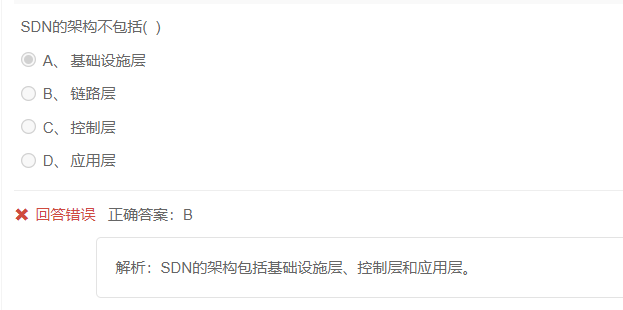 SDN的架构不包括( )
A、 基础设施层
B、 链路层
C、 控制层
D、 应用层
✖ 回答错误 正确答案：B
解析：SDN的架构包括基础设施层、控制层和应用层。